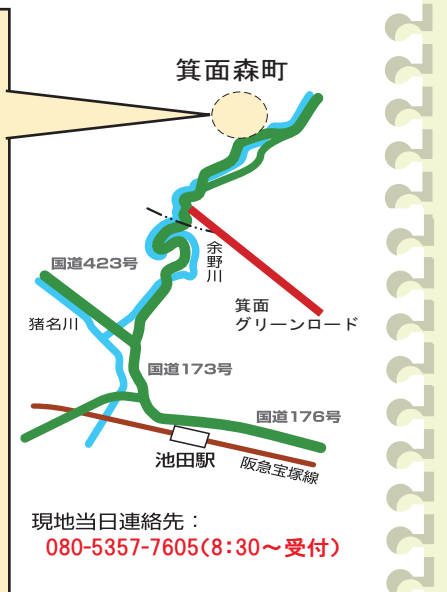 箕面森町
国道423号
余野川
箕面
グリーンロード
猪名川
国道173号
国道176号
池田駅
阪急宝塚線
現地当日連絡先：
080-5357-7605（8：30～受付）